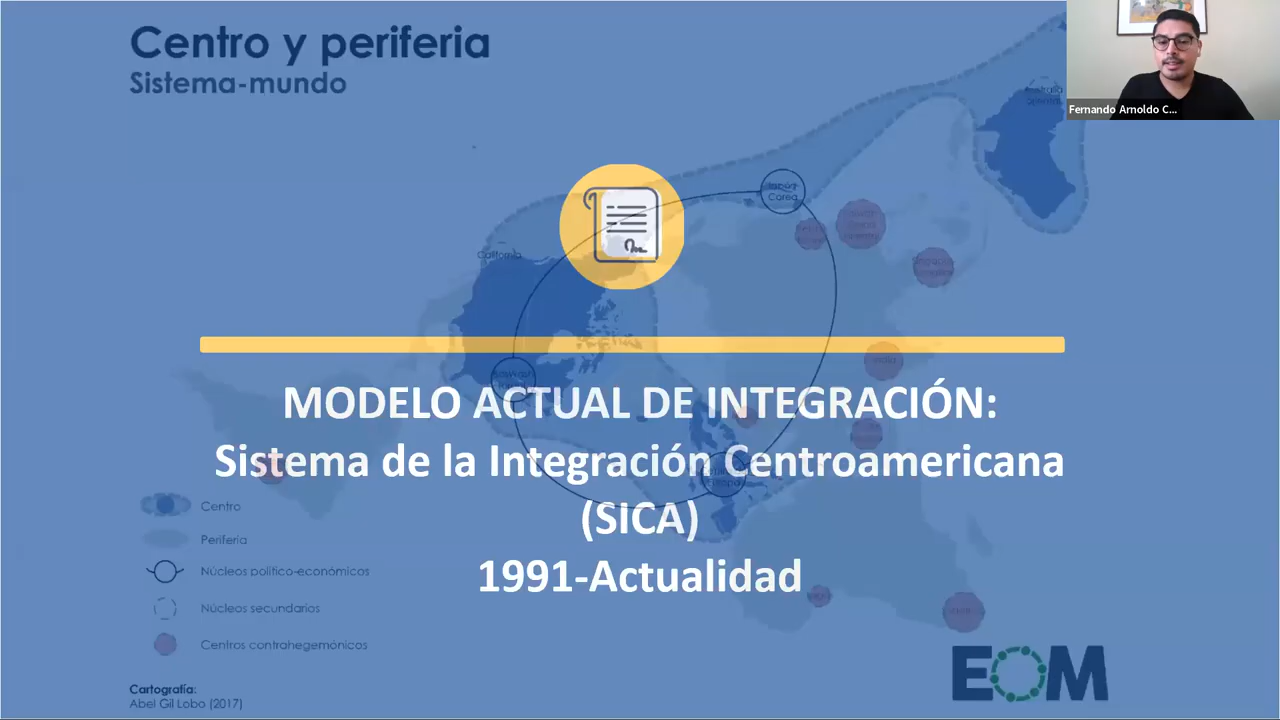 Centro y periferia
Sistema-mundo
Fernando Arnoldo C...
California
Corea
MODELO ACTUAL DE INTEGRACIÓN:
Sistema de la Integración Centroamericana
(SICA)
1991-Actualidad
Centro
Periferia
Núcleos político-económicos
Núcleos secundarios
Centros contrahegemónicos
Cartografía:
Abel Gil Lobo (2017)
EOM